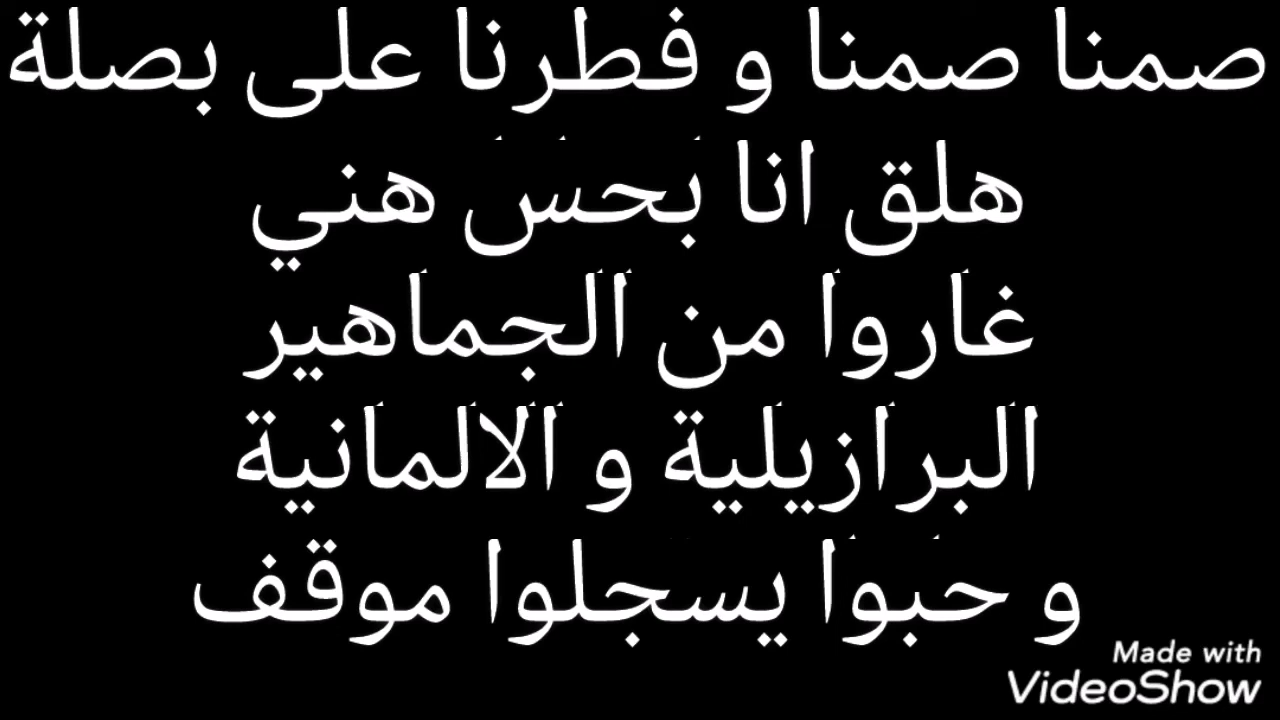 صمنا صمنا و فطرنا على بصلة
هلق انا بحس هني
غاروا من الجماهير
البرازيلية و الالمانية
و حبوا يسجلوا موقف
Made with
VideoShow